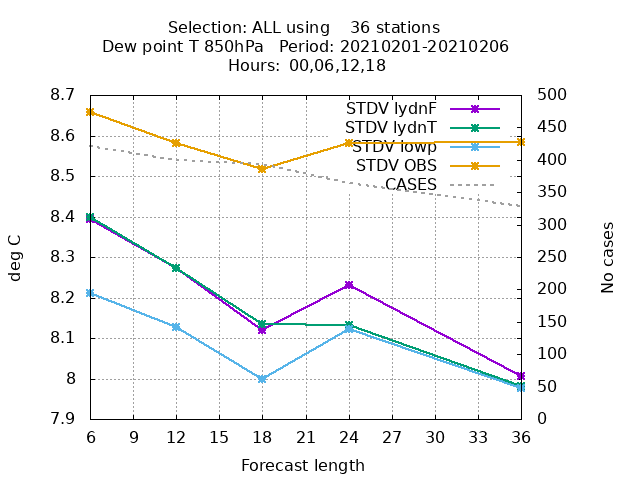 Selection: ALL using    36 stations
Dew point T 850hPa   Period: 20210201-20210206
Hours:  00,06,12,18
8.7
8.6
8.5
8.4
8.3
8.2
8.1
8
7.9
deg C
500
450
400
350
300
250
200
150
100
50
0
No cases
STDV lydnF
STDV lydnT
STDV lowp
STDV OBS
CASES
6 9 12 15 18 21 24 27 30 33 36
Forecast length